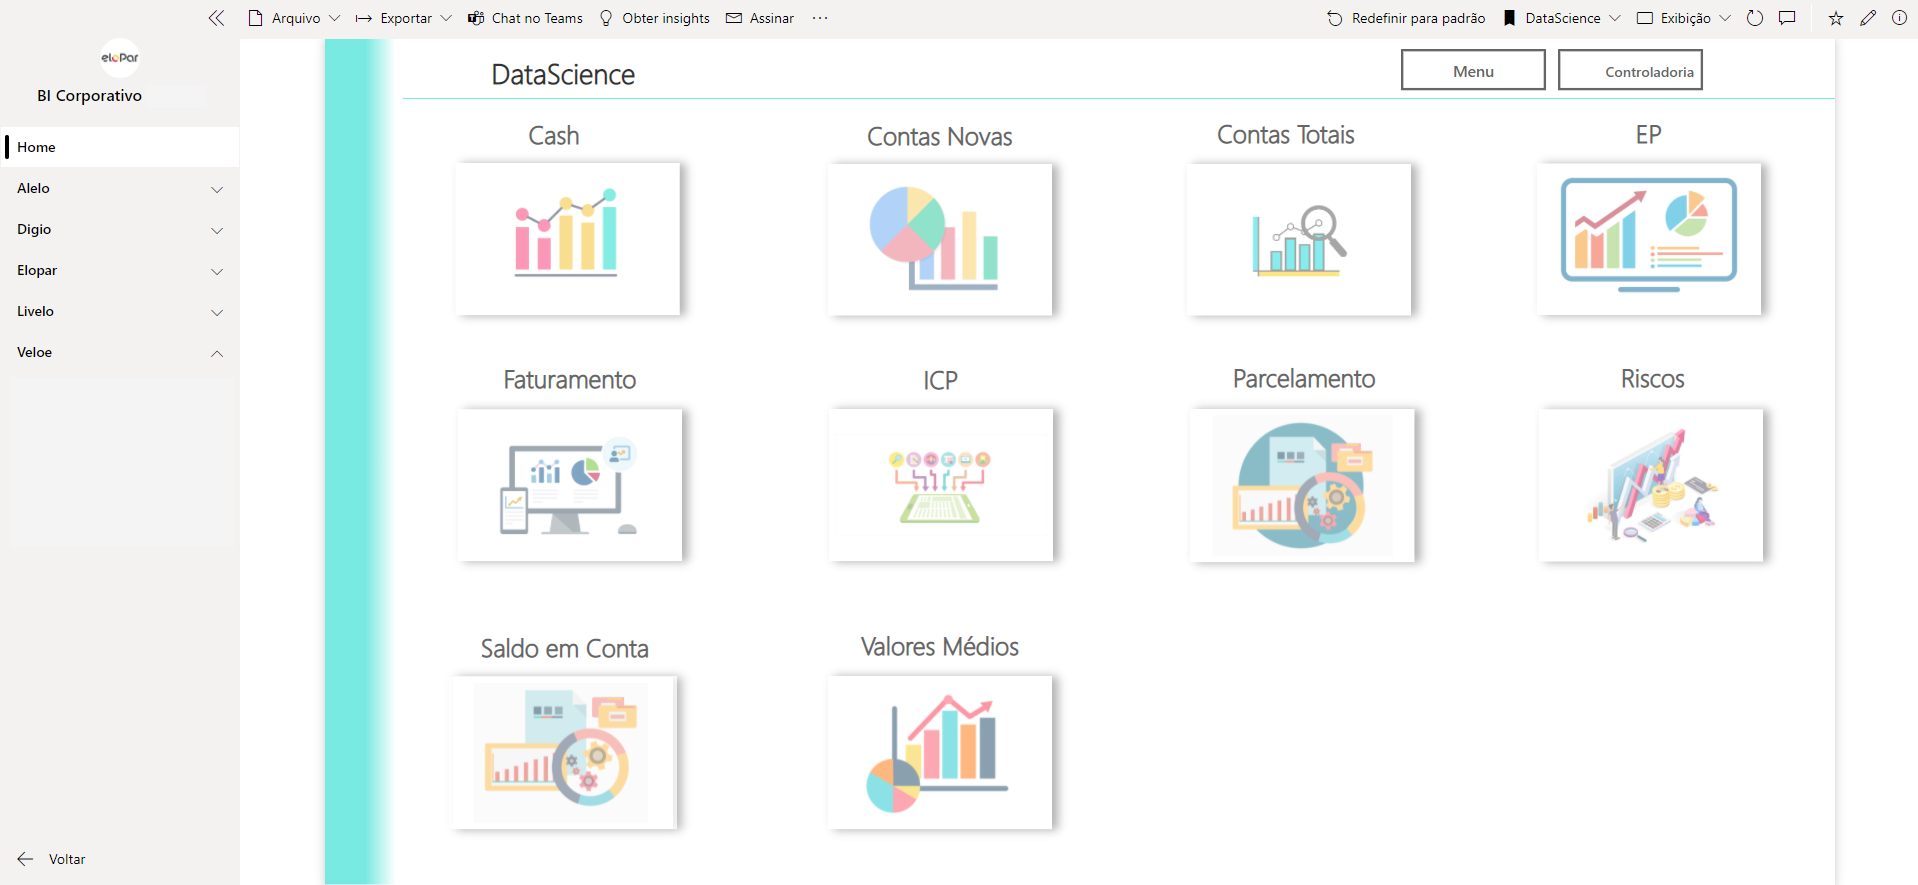 Arquivo
Exportar
Chat no Teams
Obter insights
Assinar
Redefinir para padrão
DataScience
Exibição
eloPar
BI Corporativo
Home
Alelo
Digio
Elopar
Livelo
Veloe
Voltar
DataScience
Menu
Controladoria
Cash
Contas Novas
Contas Totais
EP
Faturamento
ICP
Parcelamento
Riscos
Saldo em Conta
Valores Médios